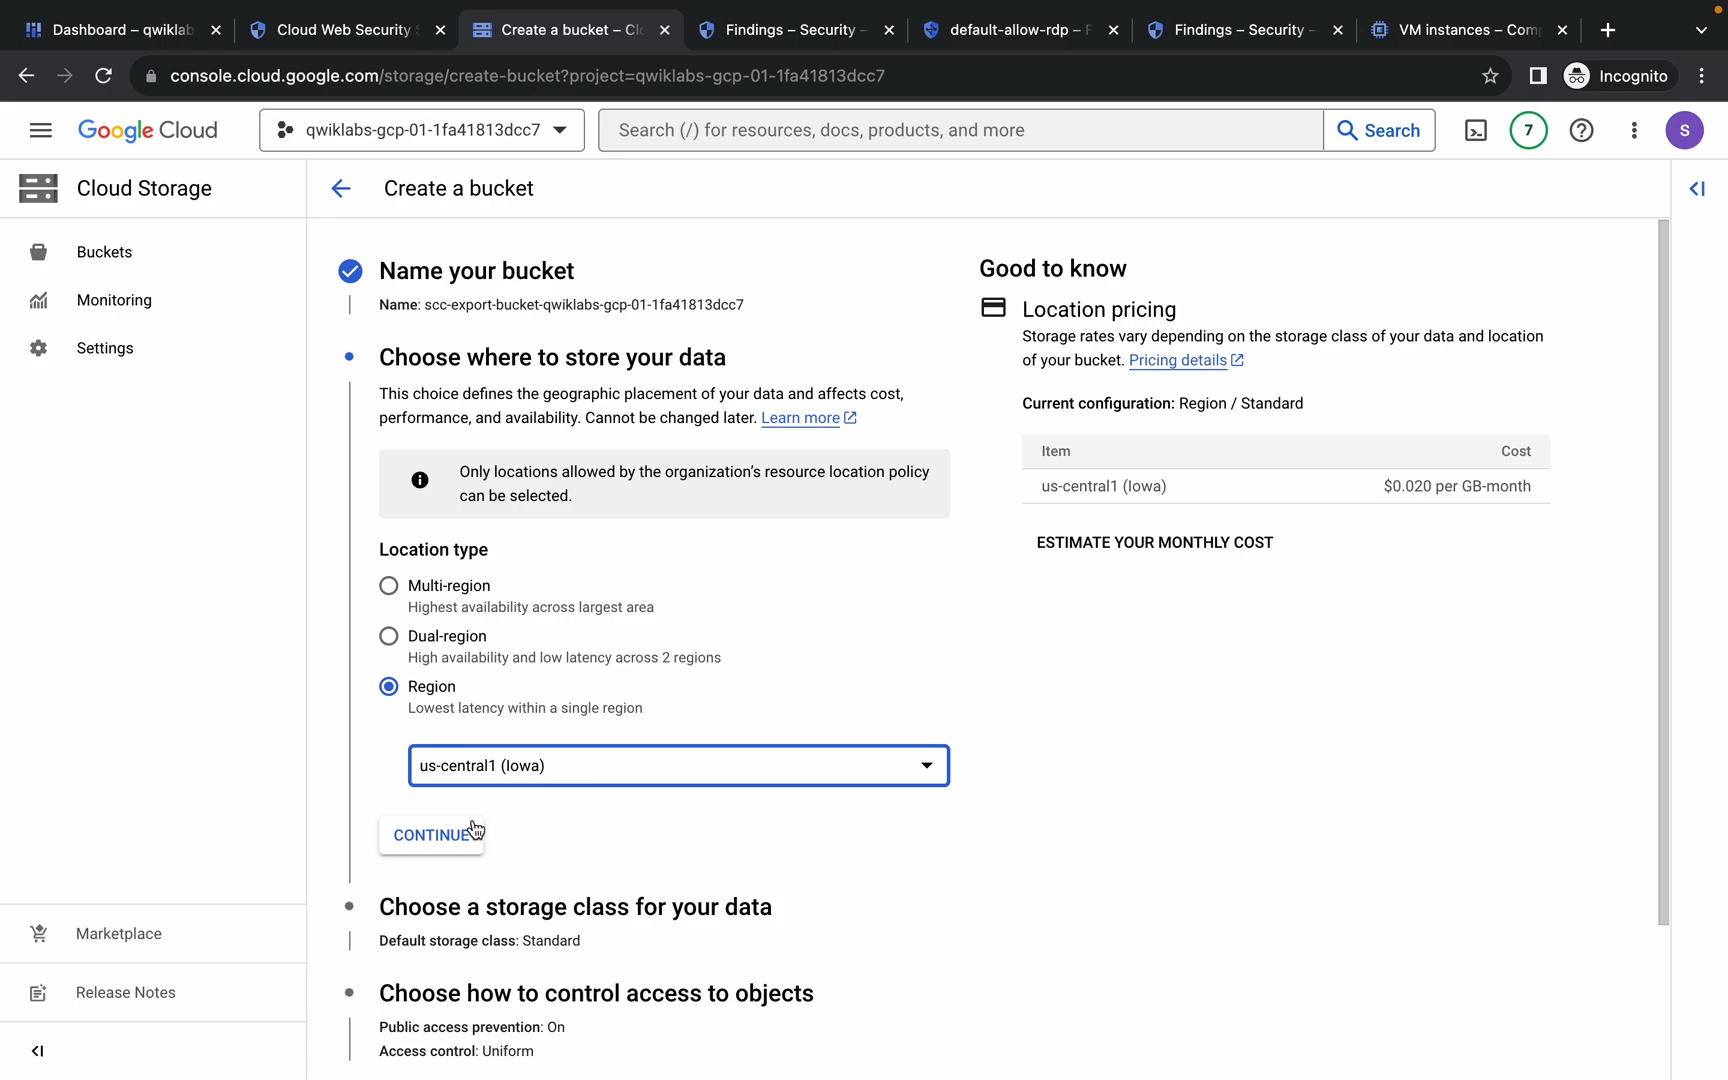 Dashboard – qwiklab
Cloud Web Security S
Create a bucket – Clo
Findings – Security –
default-allow-rdp – F
Findings – Security –
VM instances – Comp
console.cloud.google.com/storage/create-bucket?project=qwiklabs-gcp-01-1fa41813dcc7
Incognito
Google Cloud
qwiklabs-gcp-01-1fa41813dcc7
Search (/) for resources, docs, products, and more
Search
7
S
Cloud Storage
Create a bucket
Buckets
Monitoring
Settings
Marketplace
Release Notes
Name your bucket
Name: scc-export-bucket-qwiklabs-gcp-01-1fa41813dcc7
Choose where to store your data
This choice defines the geographic placement of your data and affects cost,
performance, and availability. Cannot be changed later. Learn more
Only locations allowed by the organization's resource location policy
can be selected.
Location type
Multi-region
Highest availability across largest area
Dual-region
High availability and low latency across 2 regions
Region
Lowest latency within a single region
us-central1 (Iowa)
CONTINUE
Choose a storage class for your data
Default storage class: Standard
Choose how to control access to objects
Public access prevention: On
Access control: Uniform
Good to know
Location pricing
Storage rates vary depending on the storage class of your data and location
of your bucket. Pricing details
Current configuration: Region / Standard
Item Cost
us-central1 (Iowa) $0.020 per GB-month
ESTIMATE YOUR MONTHLY COST